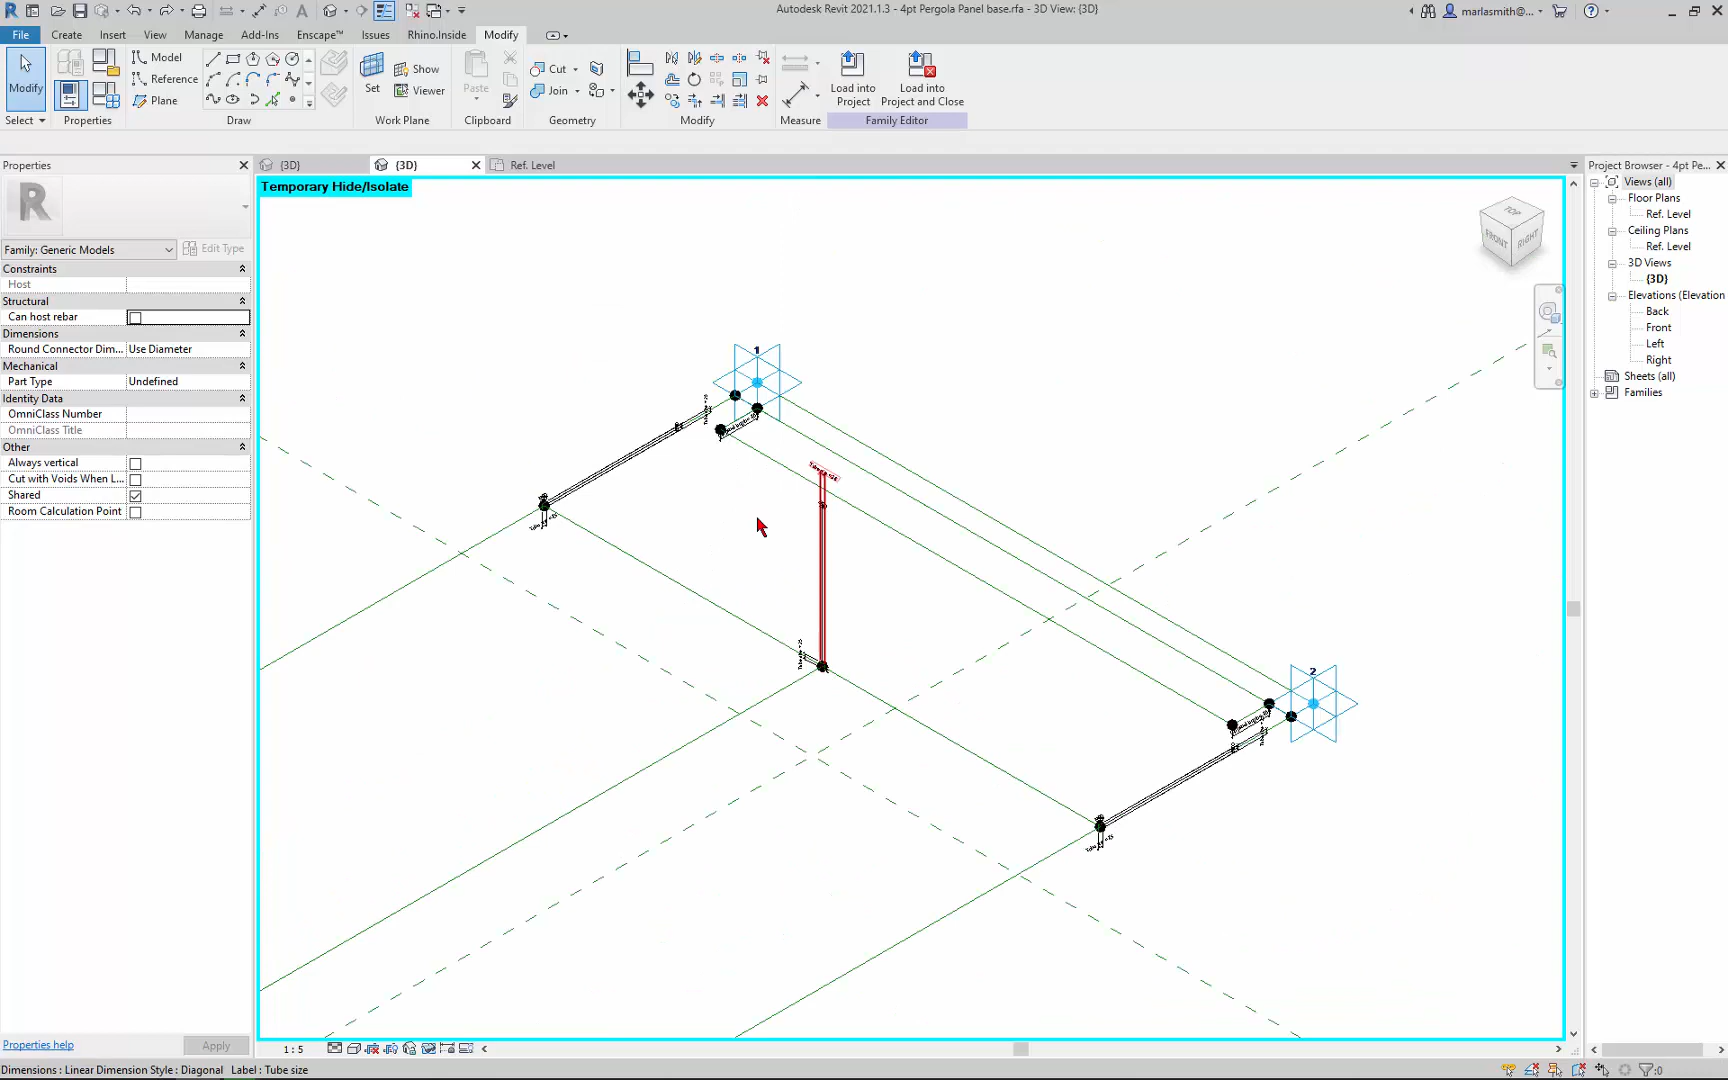 Autodesk Revit 2021.1.3 - 4pt Pergola Panel base.rfa - 3D View: {3D}
marlasmith@...
File Create Insert View Manage Add-Ins Enscape™ Issues Rhino.Inside Modify
Modify
Model
Reference
Plane
Set
Show
Viewer
Paste
Cut
Join
Load into Project
Load into Project and Close
Select Properties Draw Work Plane Clipboard Geometry Modify Measure Family Editor
Properties
{3D} {3D} Ref. Level
Project Browser - 4pt Pe...
Temporary Hide/Isolate
Family: Generic Models
Edit Type
Constraints
Host
Structural
Can host rebar
Dimensions
Round Connector Dim... Use Diameter
Mechanical
Part Type Undefined
Identity Data
OmniClass Number
OmniClass Title
Other
Always vertical
Cut with Voids When L...
Shared
Room Calculation Point
Views (all)
Floor Plans
Ref. Level
Ceiling Plans
Ref. Level
3D Views
{3D}
Elevations (Elevation
Back
Front
Left
Right
Sheets (all)
Families
TOP
FRONT
RIGHT
1
2
Properties help
Apply
1 : 5
Dimensions : Linear Dimension Style : Diagonal Label : Tube size
:0